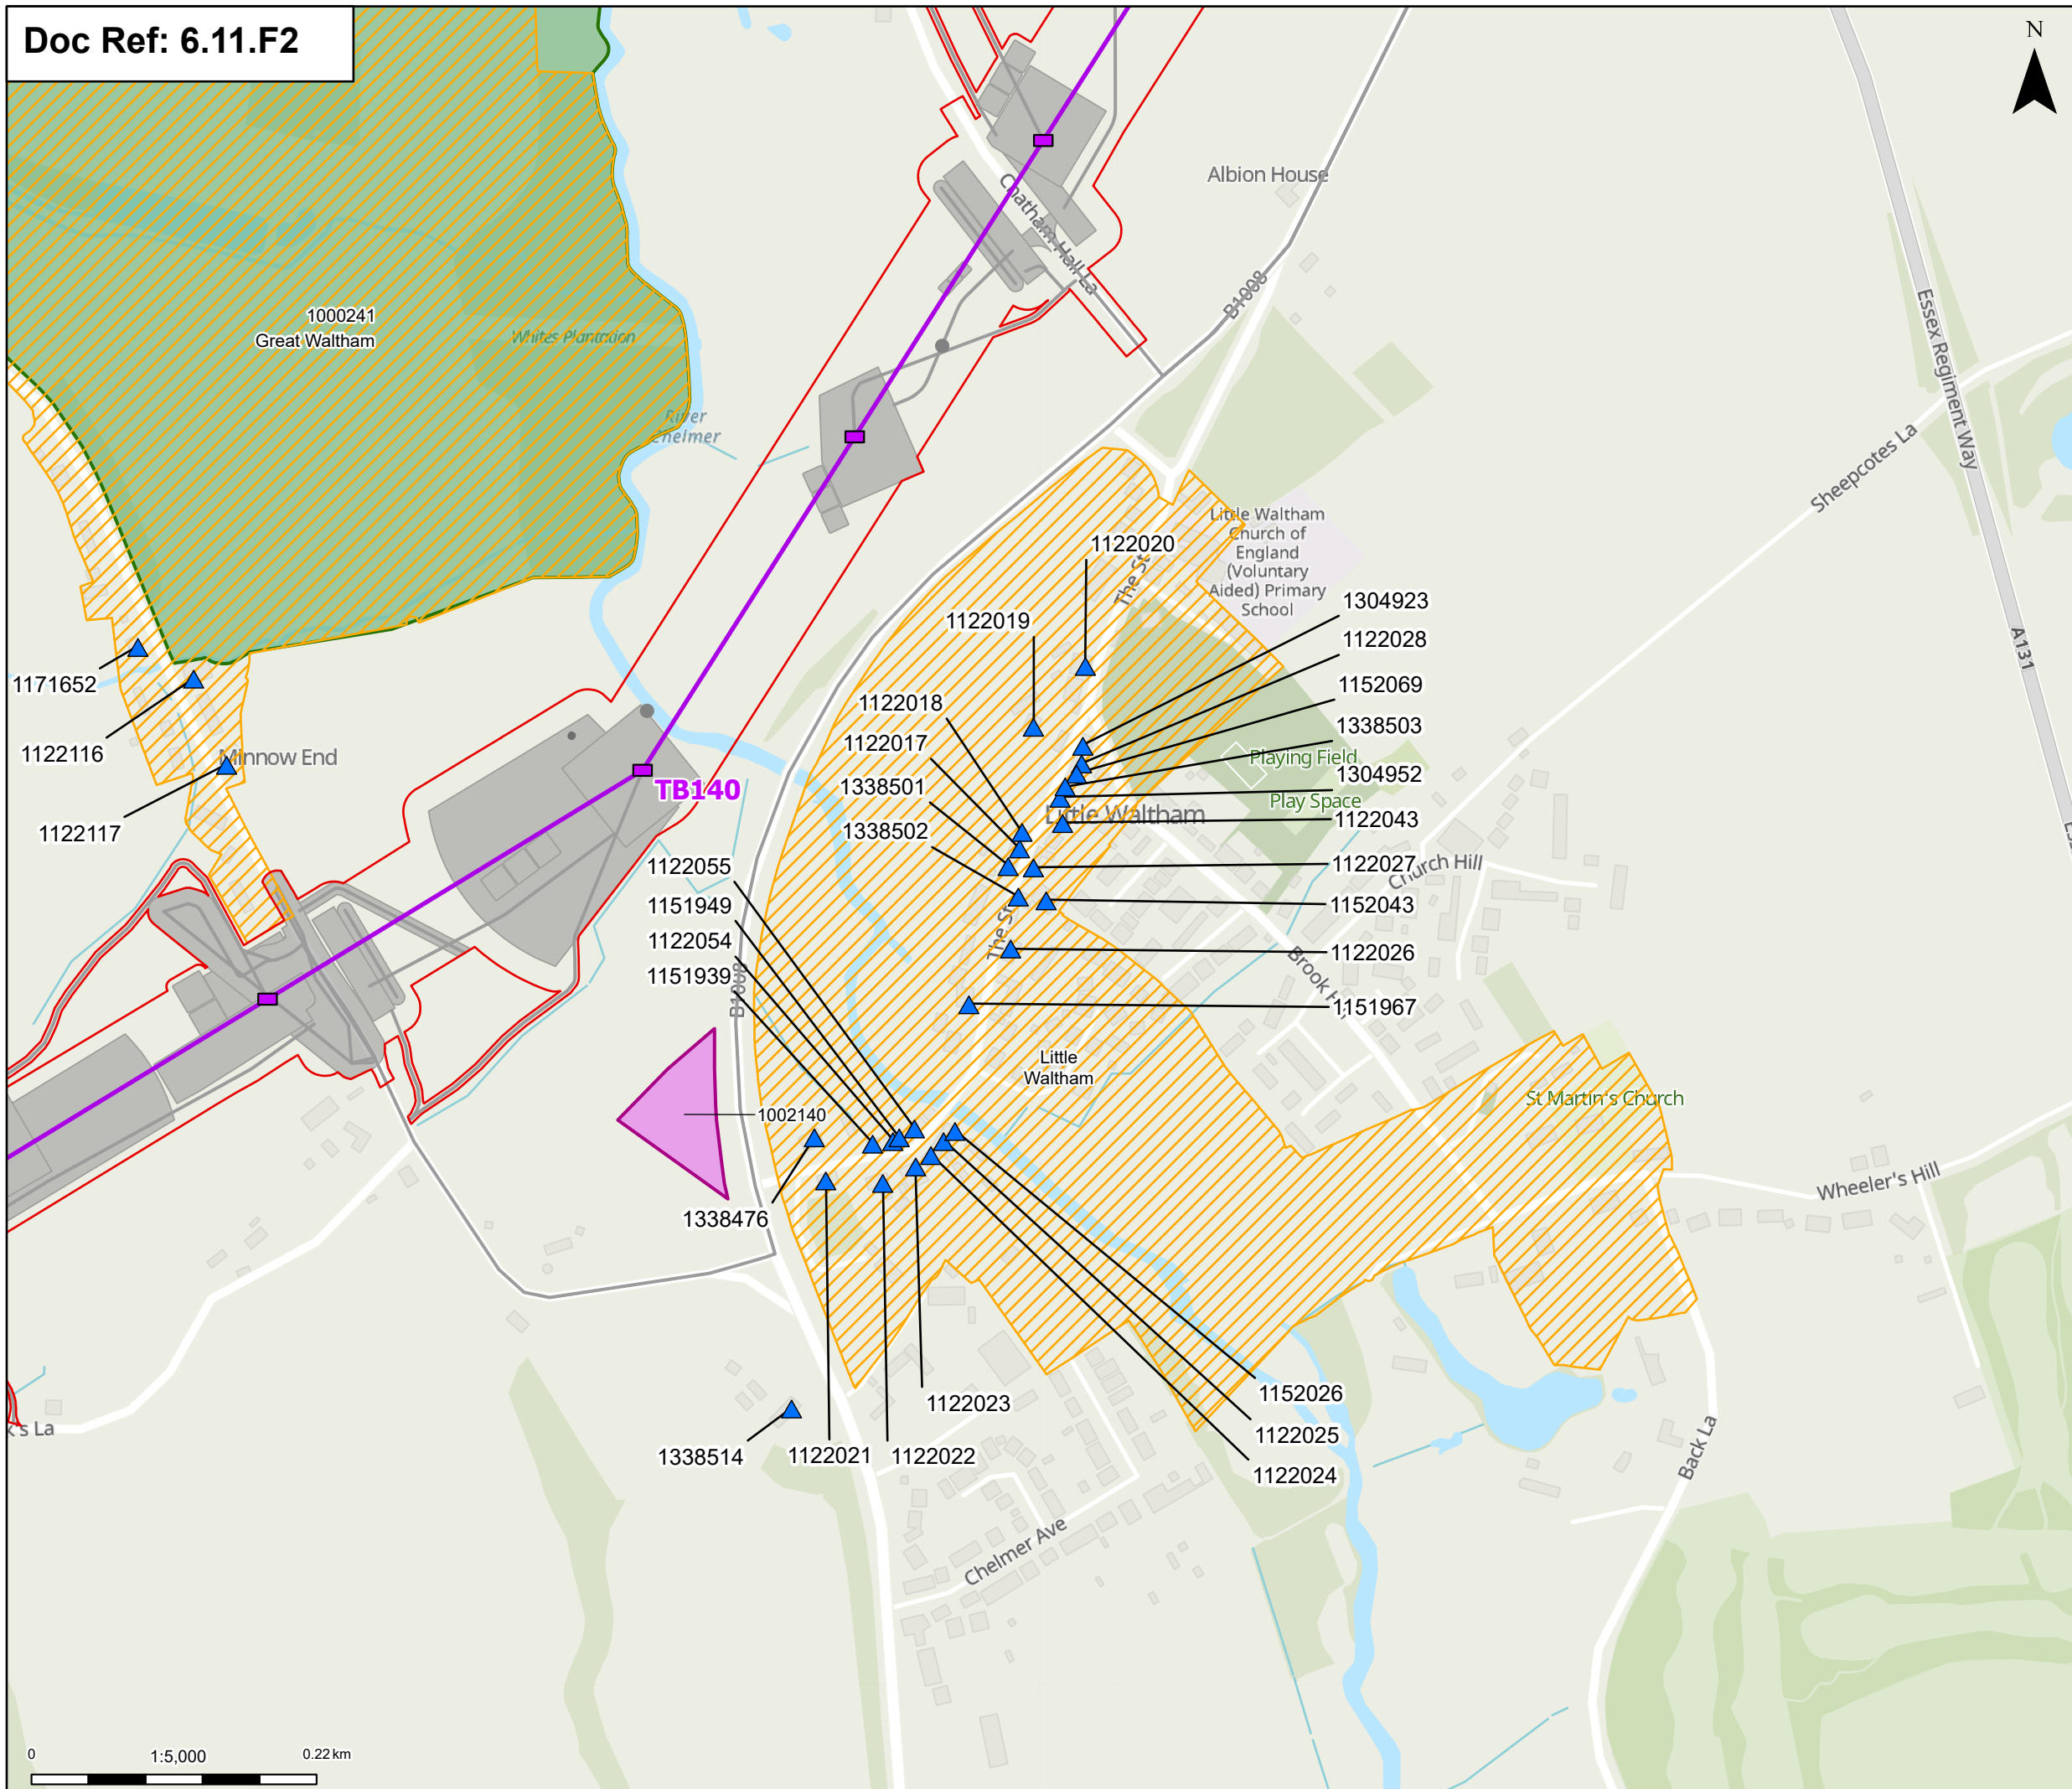 Doc Ref: 6.11.F2
N
Albion House
Chatham Hall La
B1008
Essex Regiment Way
1000241
Great Waltham
Whites Plantation
River
Chelmer
Sheepcotes La
Little Waltham
Church of
England
(Voluntary
Aided) Primary
School
1122020
The St
1304923
1122019
1122028
A131
1171652
1152069
1122018
1338503
1122017
1122116
Minnow End
Playing Field
1304952
TB140
1338501
Play Space
Little Waltham
1122043
1338502
1122117
1122055
1122027
Church Hill
1151949
1152043
The St
1122054
1122026
1151939
Brook H
B1008
1151967
Little
Waltham
St Martin's Church
1002140
Wheeler's Hill
1338476
1152026
1122023
1122025
k's La
1338514
1122021
1122022
1122024
Back La
Chelmer Ave
0
1:5,000
0.22 km